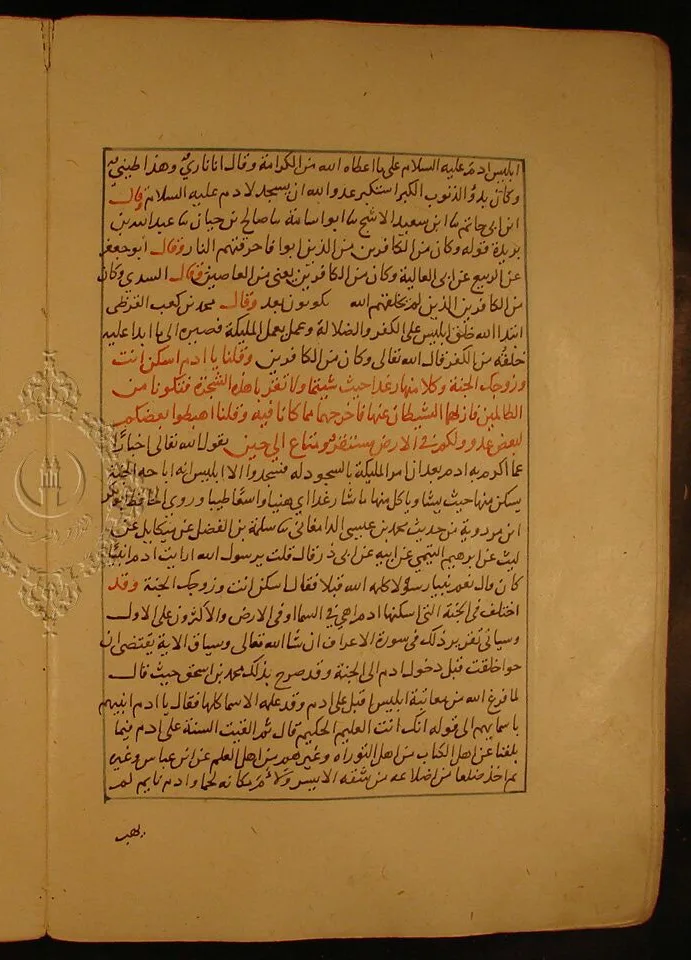 ابليس ادم عليه السلام على ما اعطاه الله من الكرامة وقال انا ناري وهذا طيني
وكان بدؤ الذنوب الكبر استكبر عدو الله ان يسجد لادم عليه السلام وقال
ابن ابي حاتم ثنا ابو سعيد الاشج ثنا ابو اسامة ثنا صالح بن حيان ثنا عبد الله بن
بريدة قوله وكان من الكافرين من الذين ابوا فاحرقتهم النار وقال ابو جعفر
عن الربيع عن ابي العالية وكان من الكافرين يعني من العاصين وقال السدي وكان
من الكافرين الذين لم يخلقهم الله يكونون بعد وقال محمد بن كعب القرظي
ابتدا الله خلق ابليس على الكفر والضلالة وعمل بعمل المليكة فصيره الى ما ابدا عليه
خلقه من الكفر قال الله تعالى وكان من الكافرين وقلنا يا ادم اسكن انت
وزوجك الجنة وكلا منها رغدا حيث شيتما ولا تقربا هذه الشجرة فتكونا من
الظالمين فازلهما الشيطان عنها فاخرجهما مما كانا فيه وقلنا اهبطوا بعضكم
لبعض عدو ولكم في الارض مستقر ومتاع الى حين يقول الله تعالى اخبارا
عما اكرم به ادم بعد ان امر المليكة بالسجود له فسجدوا الا ابليس انه اباحه الجنة
يسكن منها حيث يشا وياكل منها ما شا رغدا اي هنيا واسعا طيبا وروى الحافظ ابو بكر
ابن مردوية من حديث محمد بن عيسى الدامغاني ثنا سلمة بن الفضل عن ميكايل عن
ليث عن ابرهيم التيمي عن ابيه عن ابي ذر قال قلت يرسول الله ارايت ادم انبيا
كان قال نعم نبيا رسولا كلمه الله قبلا فقال اسكن انت وزوجك الجنة وقد
اختلف في الجنة التي اسكنها ادم اهي في السما او في الارض والاكثرون على الاول
وسياتي تقرير ذلك في سورة الاعراف ان شا الله تعالى وسياق الاية يقتضي ان
حوا خلقت قبل دخول ادم الى الجنة وقد صرح بذلك محمد بن اسحق حيث قال
لما فرغ الله من معاتبة ابليس اقبل على ادم وقد علمه الاسما كلها فقال يا ادم انبيهم
باسمايهم الى قوله انك انت العليم الحكيم قال ثم القيت السنة على ادم فيما
بلغنا عن اهل الكتاب من اهل التوراه وغيرهم من اهل العلم عن ابن عباس وغيره
ثم اخذ ضلعا من اضلاعه من شقه الايسر ولام مكانه لحما وادم نايم لم
يهب